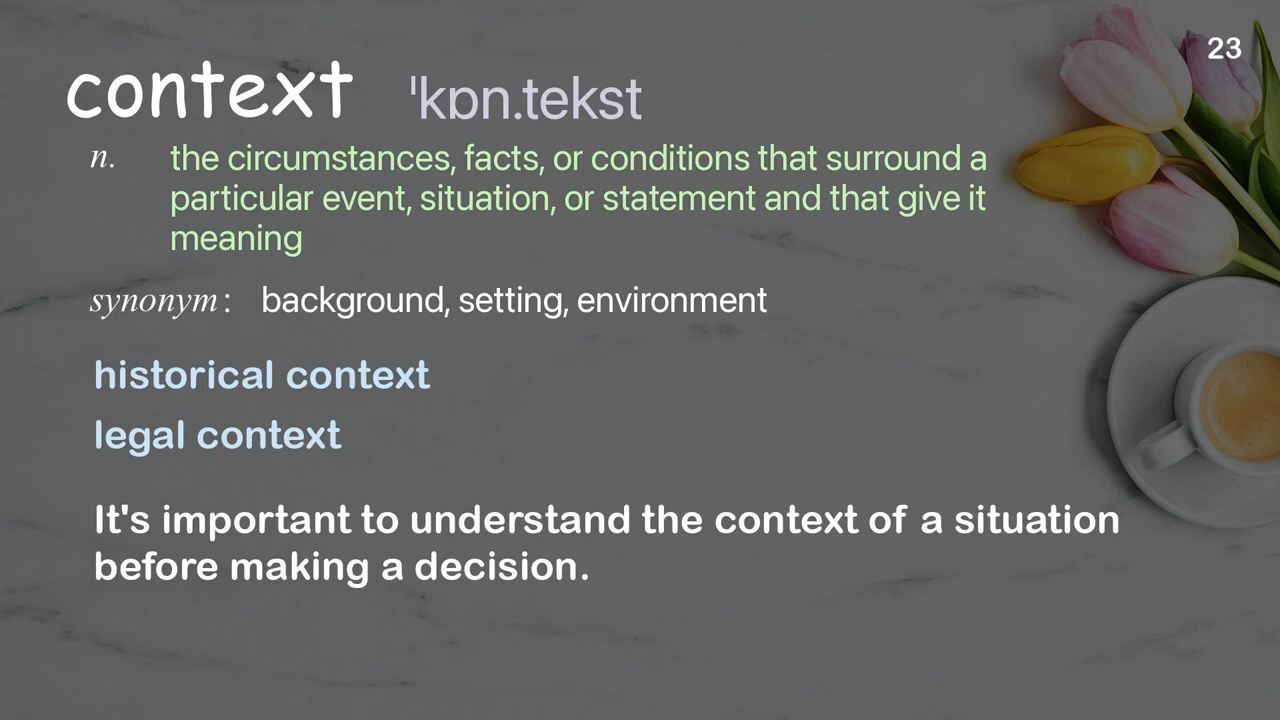 23
context ˈkɒn.tekst
n. the circumstances, facts, or conditions that surround a
particular event, situation, or statement and that give it
meaning
synonym: background, setting, environment
historical context
legal context
It's important to understand the context of a situation
before making a decision.